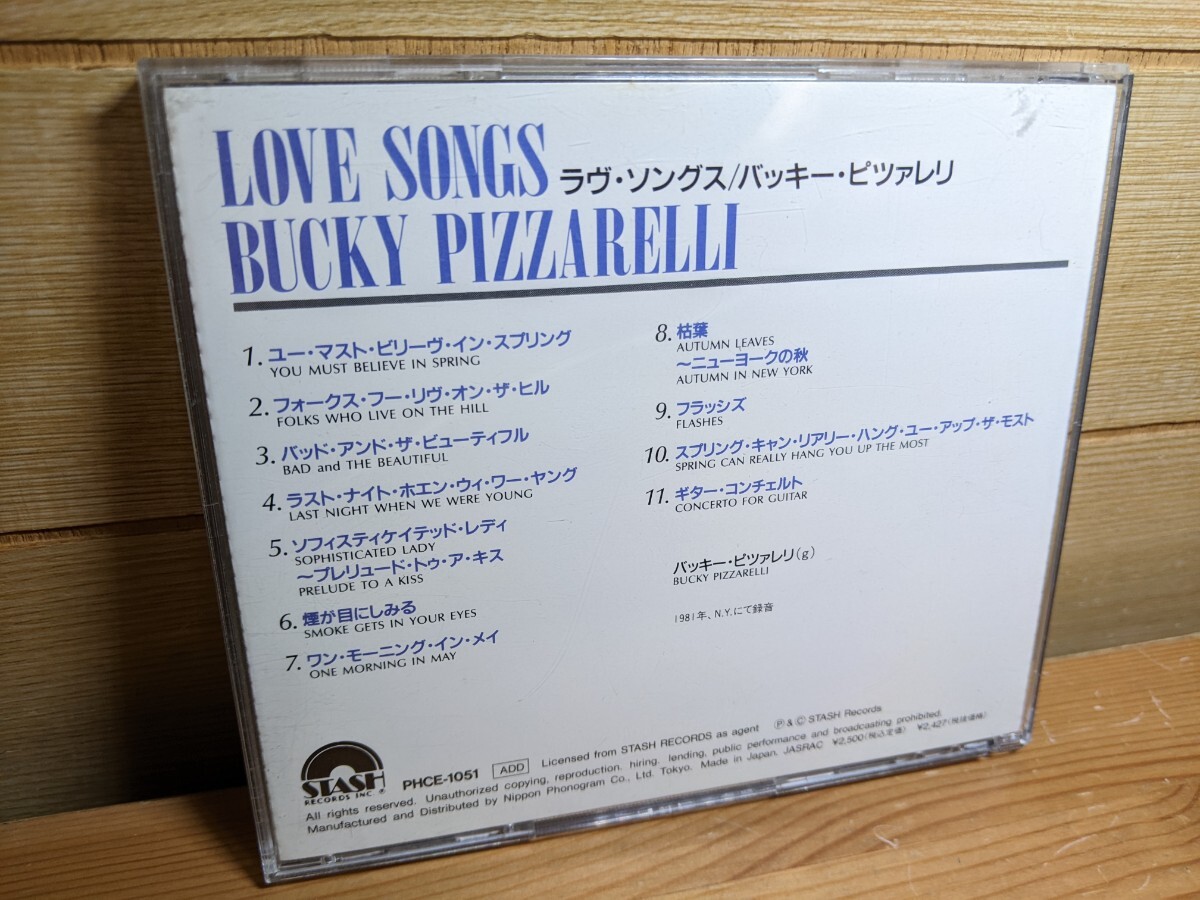 LOVE SONGS ラヴ・ソングス/バッキー・ピツァレリ
BUCKY PIZZARELLI
1. ユー・マスト・ビリーヴ・イン・スプリング
YOU MUST BELIEVE IN SPRING
2. フォークス・フー・リヴ・オン・ザ・ヒル
FOLKS WHO LIVE ON THE HILL
3. バッド・アンド・ザ・ビューティフル
BAD and THE BEAUTIFUL
4. ラスト・ナイト・ホエン・ウィ・ワー・ヤング
LAST NIGHT WHEN WE WERE YOUNG
5. ソフィスティケイテッド・レディ
SOPHISTICATED LADY
〜プレリュード・トゥ・ア・キス
PRELUDE TO A KISS
6. 煙が目にしみる
SMOKE GETS IN YOUR EYES
7. ワン・モーニング・イン・メイ
ONE MORNING IN MAY
8. 枯葉
AUTUMN LEAVES
〜ニューヨークの秋
AUTUMN IN NEW YORK
9. フラッシズ
FLASHES
10. スプリング・キャン・リアリー・ハング・ユー・アップ・ザ・モスト
SPRING CAN REALLY HANG YOU UP THE MOST
11. ギター・コンチェルト
CONCERTO FOR GUITAR
バッキー・ピツァレリ(g)
BUCKY PIZZARELLI
1981年、N.Y.にて録音
STASH
RECORDS INC.®
PHCE-1051 ADD Licensed from STASH RECORDS as agent Ⓟ&Ⓒ STASH Records
All rights reserved. Unauthorized copying, reproduction, hiring, lending, public performance and broadcasting prohibited.
Manufactured and Distributed by Nippon Phonogram Co., Ltd. Tokyo. Made in Japan. JASRAC ¥2,500(税込定価) ¥2,427(税抜価格)